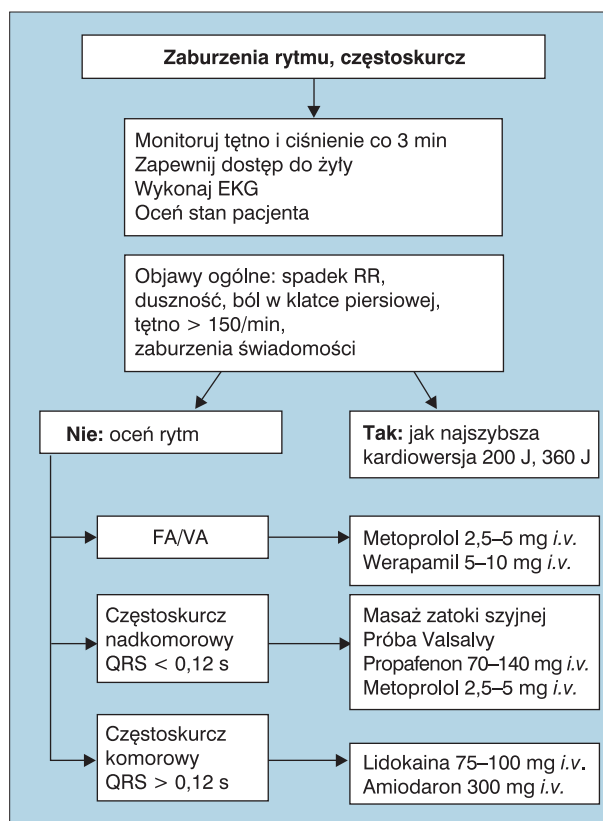 Zaburzenia rytmu, częstoskurcz
Monitoruj tętno i ciśnienie co 3 min
Zapewnij dostęp do żyły
Wykonaj EKG
Oceń stan pacjenta
Objawy ogólne: spadek RR,
duszność, ból w klatce piersiowej,
tętno > 150/min,
zaburzenia świadomości
Nie: oceń rytm
Tak: jak najszybsza
kardiowersja 200 J, 360 J
FA/VA
Metoprolol 2,5–5 mg i.v.
Werapamil 5–10 mg i.v.
Częstoskurcz
nadkomorowy
QRS < 0,12 s
Masaż zatoki szyjnej
Próba Valsalvy
Propafenon 70–140 mg i.v.
Metoprolol 2,5–5 mg i.v.
Częstoskurcz
komorowy
QRS > 0,12 s
Lidokaina 75–100 mg i.v.
Amiodaron 300 mg i.v.